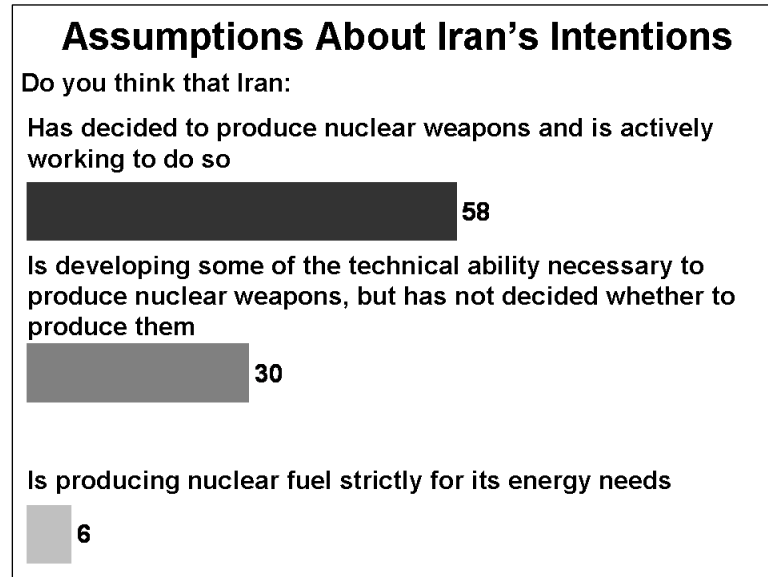 Assumptions About Iran's Intentions
Do you think that Iran:
Has decided to produce nuclear weapons and is actively
working to do so
58
Is developing some of the technical ability necessary to
produce nuclear weapons, but has not decided whether to
produce them
30
Is producing nuclear fuel strictly for its energy needs
6